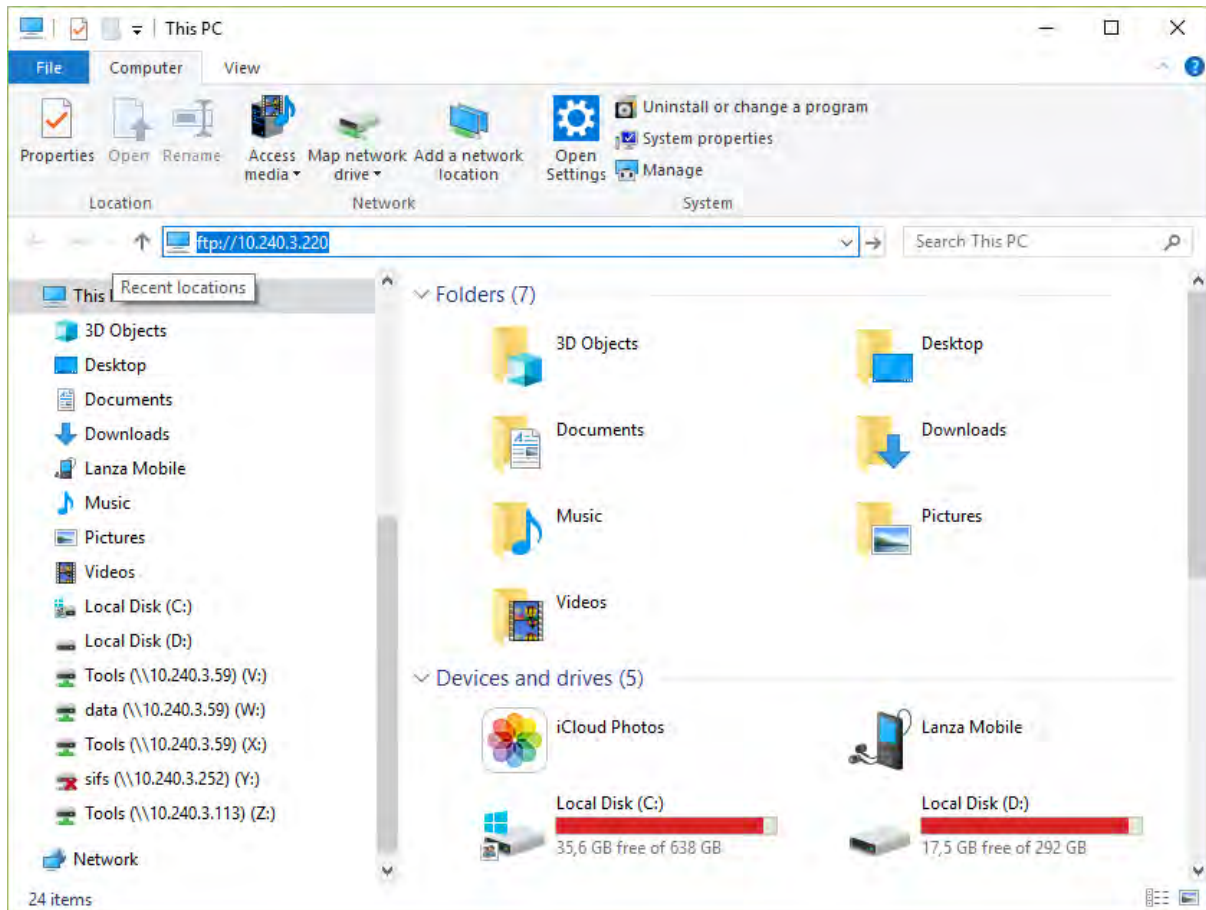 This PC
File Computer View
Properties Open Rename Access media Map network drive Add a network location Open Settings Uninstall or change a program
System properties
Manage
Location Network System
ftp://10.240.3.220 Search This PC
Recent locations
This
3D Objects
Desktop
Documents
Downloads
Lanza Mobile
Music
Pictures
Videos
Local Disk (C:)
Local Disk (D:)
Tools (\\10.240.3.59) (V:)
data (\\10.240.3.59) (W:)
Tools (\\10.240.3.59) (X:)
sifs (\\10.240.3.252) (Y:)
Tools (\\10.240.3.113) (Z:)
Network
Folders (7)
3D Objects Desktop
Documents Downloads
Music Pictures
Videos
Devices and drives (5)
iCloud Photos Lanza Mobile
Local Disk (C:) Local Disk (D:)
35,6 GB free of 638 GB 17,5 GB free of 292 GB
24 items